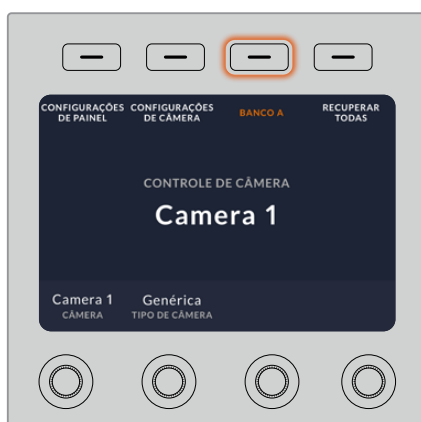 CONFIGURAÇÕES CONFIGURAÇÕES BANCO A RECUPERAR
DE PAINEL DE CÂMERA TODAS
CONTROLE DE CÂMERA
Camera 1
Camera 1 Genérica
CÂMERA TIPO DE CÂMERA